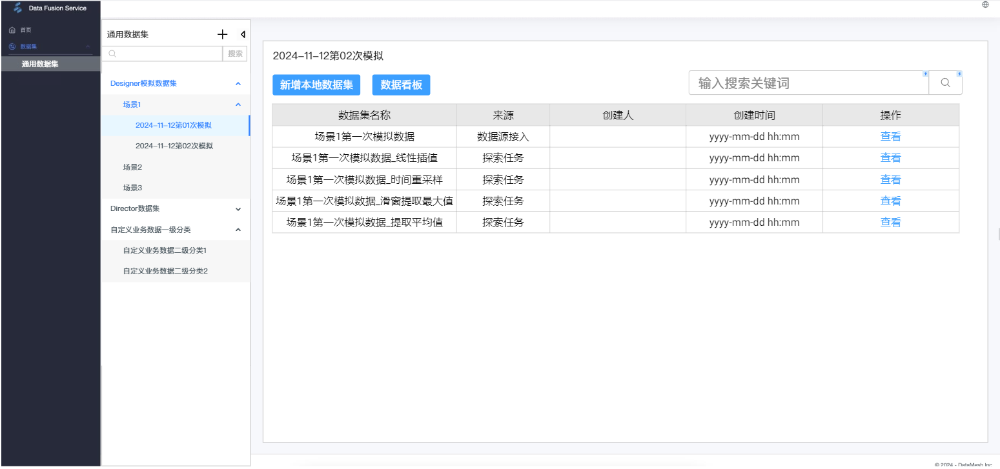 Data Fusion Service
首页
数据集
通用数据集
通用数据集
搜索
Designer模拟数据集
场景1
2024-11-12第01次模拟
2024-11-12第02次模拟
场景2
场景3
Director数据集
自定义业务数据一级分类
自定义业务数据二级分类1
自定义业务数据二级分类2
2024-11-12第02次模拟
新增本地数据集 数据看板 输入搜索关键词
数据集名称 来源 创建人 创建时间 操作
场景1第一次模拟数据 数据源接入 yyyy-mm-dd hh:mm 查看
场景1第一次模拟数据_线性插值 探索任务 yyyy-mm-dd hh:mm 查看
场景1第一次模拟数据_时间重采样 探索任务 yyyy-mm-dd hh:mm 查看
场景1第一次模拟数据_滑窗提取最大值 探索任务 yyyy-mm-dd hh:mm 查看
场景1第一次模拟数据_提取平均值 探索任务 yyyy-mm-dd hh:mm 查看
© 2024 - DataMesh Inc